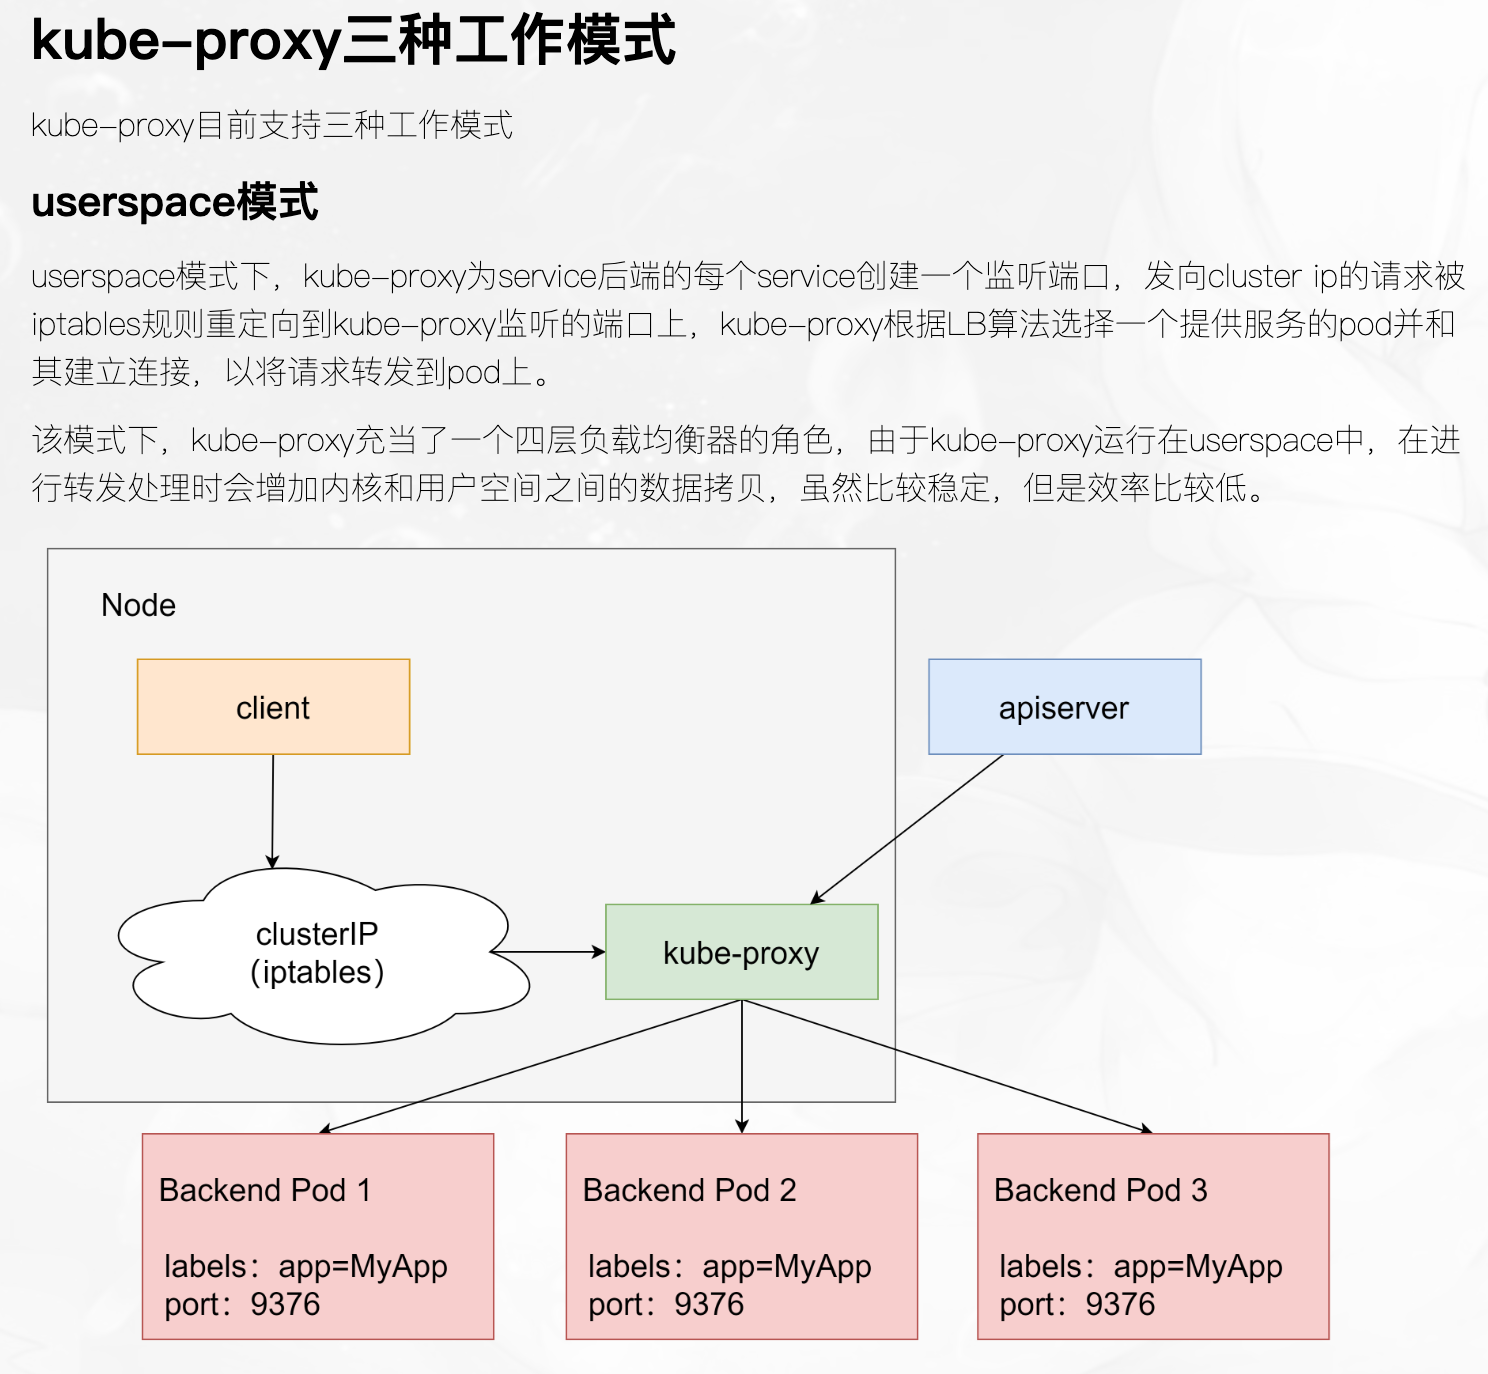 kube-proxy三种工作模式
kube-proxy目前支持三种工作模式
userspace模式
userspace模式下，kube-proxy为service后端的每个service创建一个监听端口，发向cluster ip的请求被
iptables规则重定向到kube-proxy监听的端口上，kube-proxy根据LB算法选择一个提供服务的pod并和
其建立连接，以将请求转发到pod上。
该模式下，kube-proxy充当了一个四层负载均衡器的角色，由于kube-proxy运行在userspace中，在进
行转发处理时会增加内核和用户空间之间的数据拷贝，虽然比较稳定，但是效率比较低。
Node
client
apiserver
clusterIP
（iptables）
kube-proxy
Backend Pod 1
labels：app=MyApp
port：9376
Backend Pod 2
labels：app=MyApp
port：9376
Backend Pod 3
labels：app=MyApp
port：9376